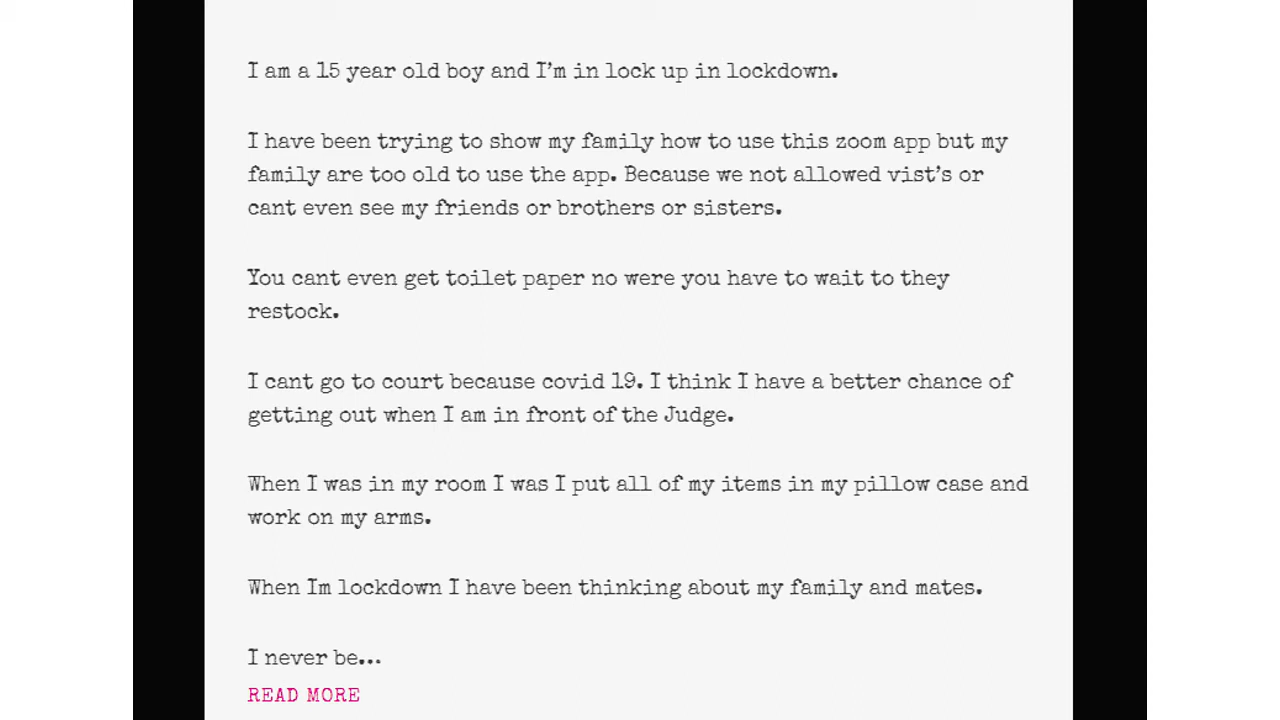 I am a 15 year old boy and I’m in lock up in lockdown.
I have been trying to show my family how to use this zoom app but my
family are too old to use the app. Because we not allowed vist’s or
cant even see my friends or brothers or sisters.
You cant even get toilet paper no were you have to wait to they
restock.
I cant go to court because covid 19. I think I have a better chance of
getting out when I am in front of the Judge.
When I was in my room I was I put all of my items in my pillow case and
work on my arms.
When Im lockdown I have been thinking about my family and mates.
I never be…
READ MORE